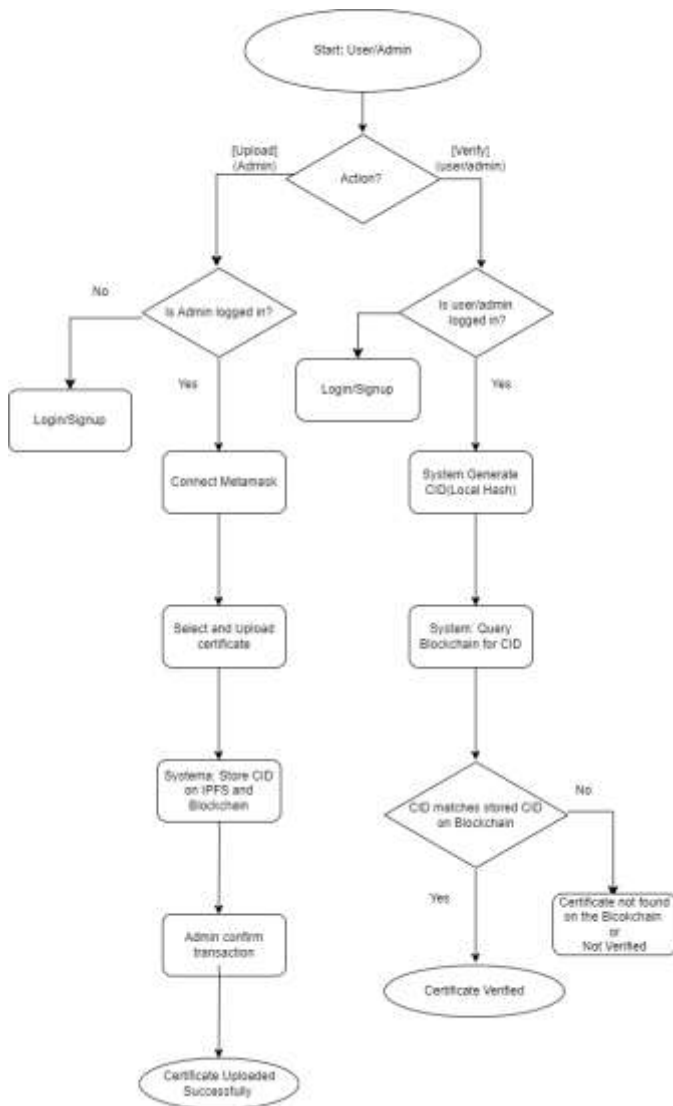 Start: User/Admin
[Upload]
(Admin)
[Verify]
(user/admin)
Action?
No
Is Admin logged in?
Is user/admin
logged in?
Login/Signup
Yes
Login/Signup
Yes
Connect Metamask
System Generate
CID(Local Hash)
Select and Upload
certificate
System: Query
Blockchain for CID
Systema: Store CID
on IPFS and
Blockchain
CID matches stored CID
on Blockchain
No
Yes
Certificate not found
on the Blcokchain
or
Not Verified
Admin confirm
transaction
Certificate Verified
Certificate Uploaded
Successfully